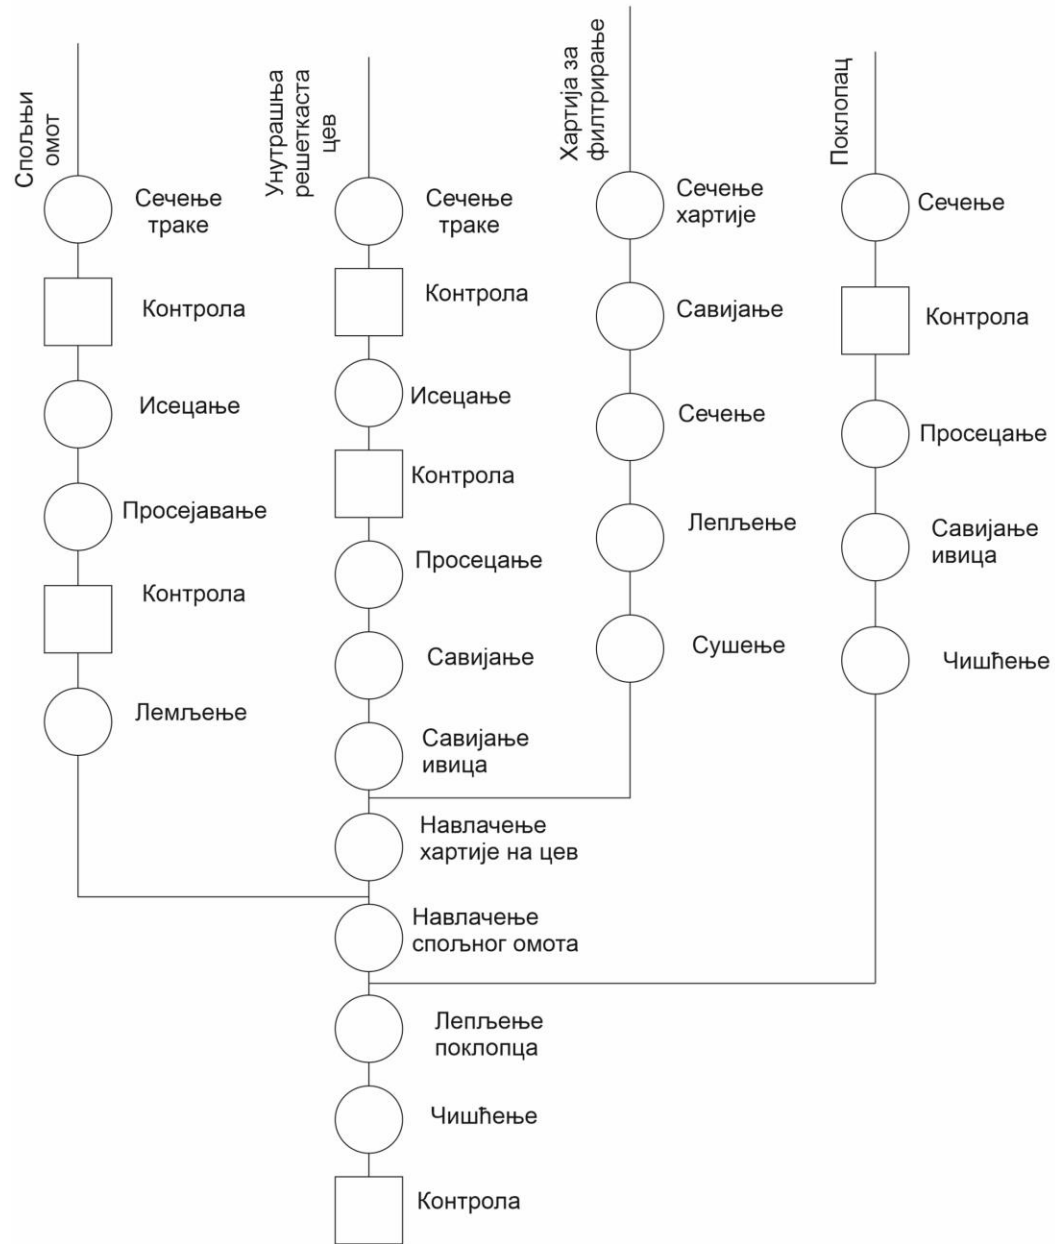 Спољњи
омот
Сечење
траке
Контрола
Исецање
Просејавање
Контрола
Лемљење
Унутрашња
решеткаста
цев
Сечење
траке
Контрола
Исецање
Контрола
Просецање
Савијање
Савијање
ивица
Хартија за
филтрирање
Сечење
хартије
Савијање
Сечење
Лепљење
Сушење
Поклопац
Сечење
Контрола
Просецање
Савијање
ивица
Чишћење
Навлачење
хартије на цев
Навлачење
спољног омота
Лепљење
поклопца
Чишћење
Контрола